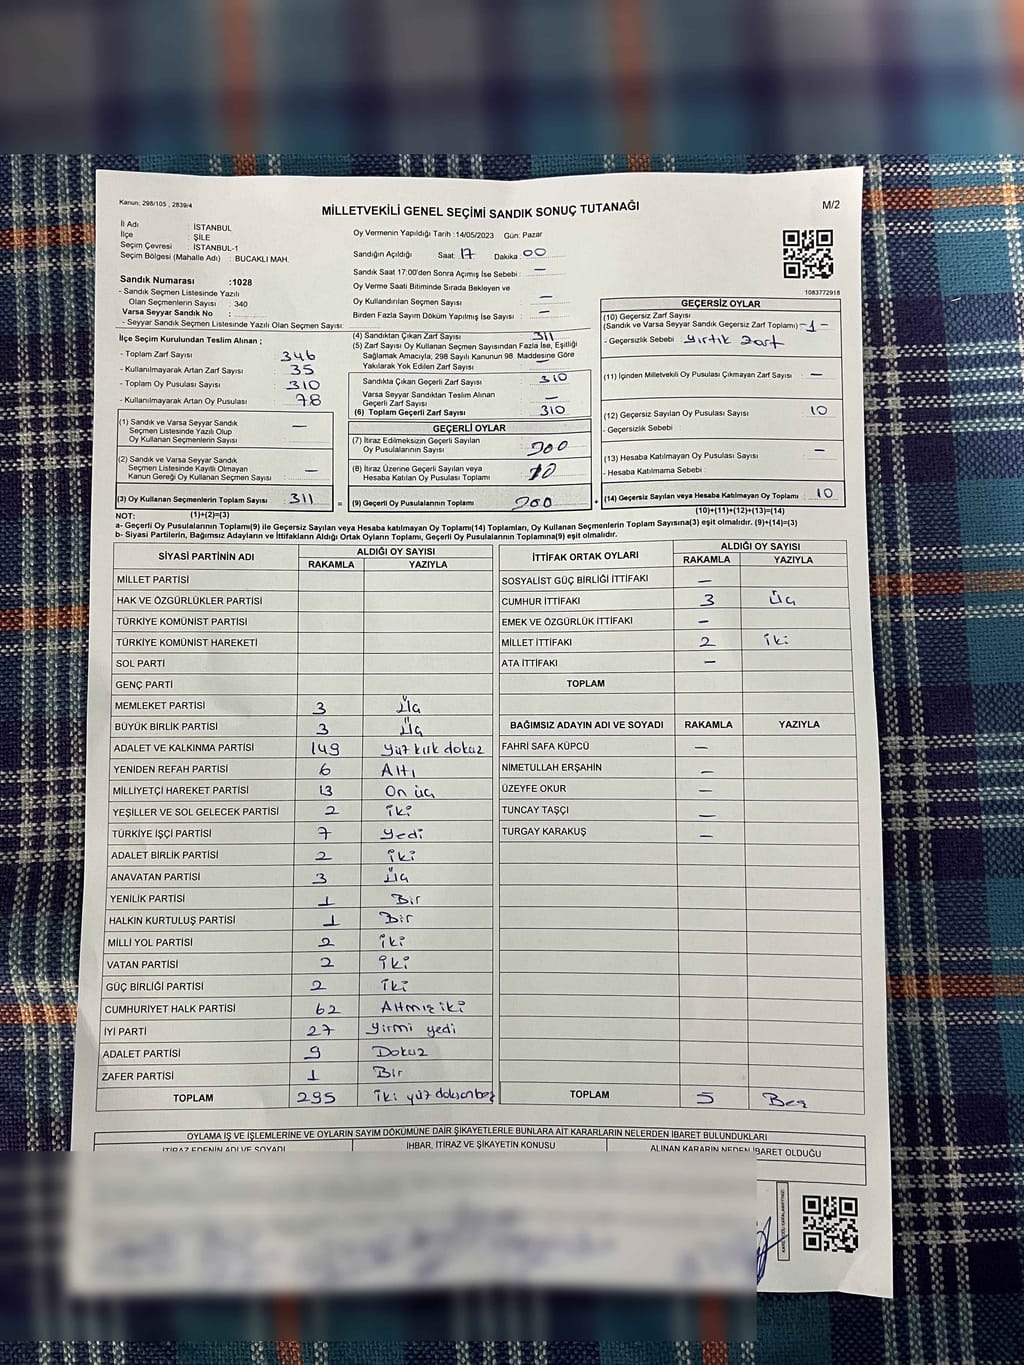 Kanun; 298/105 , 2839/4
MİLLETVEKİLİ GENEL SEÇİMİ SANDIK SONUÇ TUTANAĞI
M/2
İl Adı : İSTANBUL
İlçe : ŞİLE
Seçim Çevresi : İSTANBUL-1
Seçim Bölgesi (Mahalle Adı) : BUCAKLI MAH.
Sandık Numarası :1028
- Sandık Seçmen Listesinde Yazılı
Olan Seçmenlerin Sayısı : 340
Varsa Seyyar Sandık No :
- Seyyar Sandık Seçmen Listesinde Yazılı Olan Seçmen Sayısı:
Oy Vermenin Yapıldığı Tarih :14/05/2023 Gün: Pazar
Sandığın Açıldığı Saat: 17 Dakika: 00
Sandık Saat 17:00'den Sonra Açımış İse Sebebi : —
Oy Verme Saati Bitiminde Sırada Bekleyen ve
Oy Kullandırılan Seçmen Sayısı : —
Birden Fazla Sayım Döküm Yapılmış İse Sayısı : —
1083772918
İlçe Seçim Kurulundan Teslim Alınan ;
- Toplam Zarf Sayısı : 346
- Kullanılmayarak Artan Zarf Sayısı : 35
- Toplam Oy Pusulası Sayısı : 310
- Kullanılmayarak Artan Oy Pusulası : 78
(1) Sandık ve Varsa Seyyar Sandık
Seçmen Listesinde Yazılı Olup
Oy Kullanan Seçmenlerin Sayısı : —
(2) Sandık ve Varsa Seyyar Sandık
Seçmen Listesinde Kayıtlı Olmayan
Kanun Gereği Oy Kullanan Seçmen Sayısı : —
(3) Oy Kullanan Seçmenlerin Toplam Sayısı : 311
(1)+(2)=(3)
(4) Sandıktan Çıkan Zarf Sayısı : 311
(5) Zarf Sayısı Oy Kullanan Seçmen Sayısından Fazla İse, Eşitliği
Sağlamak Amacıyla; 298 Sayılı Kanunun 98. Maddesine Göre
Yakılarak Yok Edilen Zarf Sayısı : —
Sandıkta Çıkan Geçerli Zarf Sayısı : 310
Varsa Seyyar Sandıktan Teslim Alınan
Geçerli Zarf Sayısı : —
(6) Toplam Geçerli Zarf Sayısı : 310
GEÇERLİ OYLAR
(7) İtiraz Edilmeksizin Geçerli Sayılan
Oy Pusulasının Sayısı : 300
(8) İtiraz Üzerine Geçerli Sayılan veya
Hesaba Katılan Oy Pusulası Toplamı : 10
= (9) Geçerli Oy Pusulalarının Toplamı : 300 +
GEÇERSİZ OYLAR
(10) Geçersiz Zarf Sayısı
(Sandık ve Varsa Seyyar Sandık Geçersiz Zarf Toplamı) : -1-
- Geçersizlik Sebebi : Yırtık Zarf
(11) İçinden Milletvekili Oy Pusulası Çıkmayan Zarf Sayısı : —
(12) Geçersiz Sayılan Oy Pusulası Sayısı : 10
- Geçersizlik Sebebi :
(13) Hesaba Katılmayan Oy Pusulası Sayısı : —
- Hesaba Katılmama Sebebi :
(14) Geçersiz Sayılan veya Hesaba Katılmayan Oy Toplamı : 10
(10)+(11)+(12)+(13)=(14)
NOT:
a- Geçerli Oy Pusulalarının Toplamı(9) ile Geçersiz Sayılan veya Hesaba katılmayan Oy Toplamı(14) Toplamları, Oy Kullanan Seçmenlerin Toplam Sayısına(3) eşit olmalıdır. (9)+(14)=(3)
b- Siyasi Partilerin, Bağımsız Adayların ve İttifakların Aldığı Ortak Oyların Toplamı, Geçerli Oy Pusulalarının Toplamına(9) eşit olmalıdır.
SİYASİ PARTİNİN ADI ALDIĞI OY SAYISI
RAKAMLA YAZIYLA
MİLLET PARTİSİ
HAK VE ÖZGÜRLÜKLER PARTİSİ
TÜRKİYE KOMÜNİST PARTİSİ
TÜRKİYE KOMÜNİST HAREKETİ
SOL PARTİ
GENÇ PARTİ
MEMLEKET PARTİSİ 3 Üç
BÜYÜK BİRLİK PARTİSİ 3 Üç
ADALET VE KALKINMA PARTİSİ 149 Yüz kırk dokuz
YENİDEN REFAH PARTİSİ 6 Altı
MİLLİYETÇİ HAREKET PARTİSİ 13 On üç
YEŞİLLER VE SOL GELECEK PARTİSİ 2 İki
TÜRKİYE İŞÇİ PARTİSİ 7 Yedi
ADALET BİRLİK PARTİSİ 2 İki
ANAVATAN PARTİSİ 3 Üç
YENİLİK PARTİSİ 1 Bir
HALKIN KURTULUŞ PARTİSİ 1 Bir
MİLLİ YOL PARTİSİ 2 İki
VATAN PARTİSİ 2 İki
GÜÇ BİRLİĞİ PARTİSİ 2 İki
CUMHURİYET HALK PARTİSİ 62 Altmış iki
İYİ PARTİ 27 Yirmi yedi
ADALET PARTİSİ 9 Dokuz
ZAFER PARTİSİ 1 Bir
TOPLAM 295 İki yüz doksan beş
İTTİFAK ORTAK OYLARI ALDIĞI OY SAYISI
RAKAMLA YAZIYLA
SOSYALİST GÜÇ BİRLİĞİ İTTİFAKI —
CUMHUR İTTİFAKI 3 Üç
EMEK VE ÖZGÜRLÜK İTTİFAKI —
MİLLET İTTİFAKI 2 İki
ATA İTTİFAKI —
TOPLAM
BAĞIMSIZ ADAYIN ADI VE SOYADI RAKAMLA YAZIYLA
FAHRİ SAFA KÜPCÜ —
NİMETULLAH ERŞAHİN —
ÜZEYFE OKUR —
TUNCAY TAŞÇI —
TURGAY KARAKUŞ —
TOPLAM 5 Beş
OYLAMA İŞ VE İŞLEMLERİNE VE OYLARIN SAYIM DÖKÜMÜNE DAİR ŞİKAYETLERLE BUNLARA AİT KARARLARIN NELERDEN İBARET BULUNDUKLARI
İTİRAZ EDENİN ADI VE SOYADI İHBAR, İTİRAZ VE ŞİKAYETİN KONUSU ALINAN KARARIN NEDEN İBARET OLDUĞU